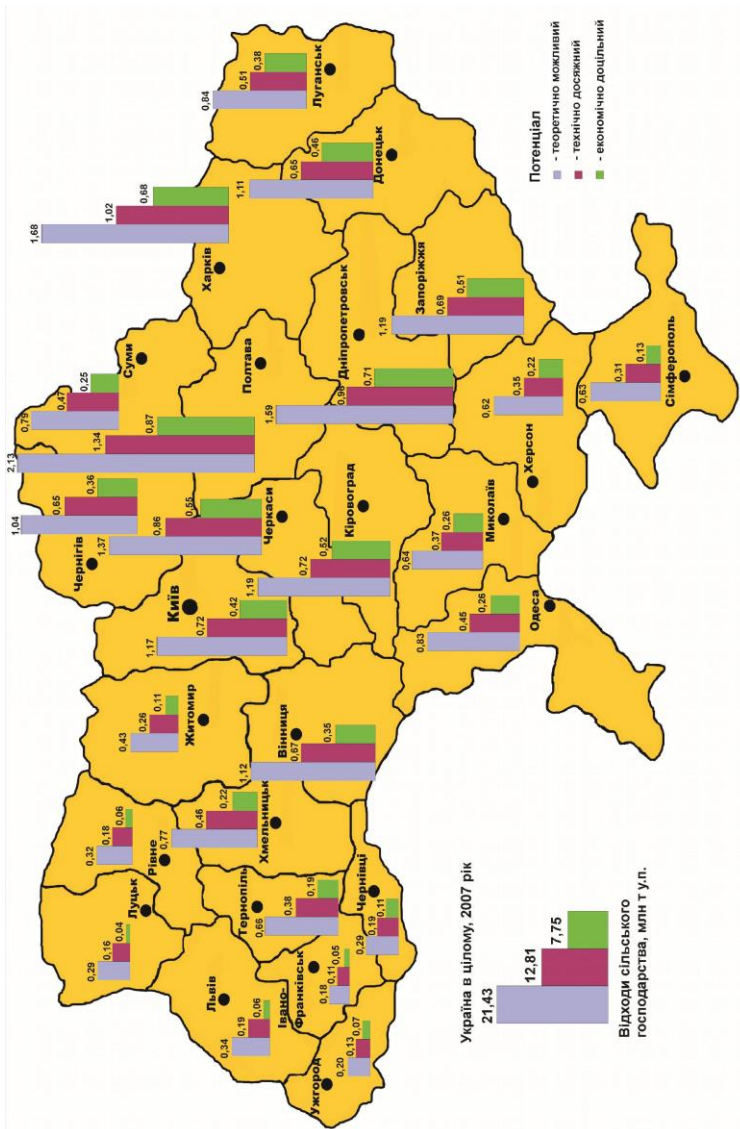 Луцьк
0,29
0,16
0,04
Рівне
0,32
0,18
0,06
Житомир
0,43
0,26
0,11
Київ
1,17
0,72
0,42
Чернігів
1,04
0,65
0,36
Суми
0,79
0,47
0,25
Львів
0,34
0,19
0,06
Тернопіль
0,66
0,38
0,19
Хмельницьк
0,77
0,46
0,22
Вінниця
1,12
0,67
0,35
Черкаси
1,37
0,86
0,55
Полтава
2,13
1,34
0,87
Харків
1,68
1,02
0,68
Луганськ
0,84
0,51
0,38
Ужгород
0,20
0,13
0,07
Івано-
Франківськ
0,18
0,11
0,05
Чернівці
0,29
0,19
0,11
Кіровоград
1,19
0,72
0,52
Дніпропетровськ
1,59
0,96
0,71
Донецьк
1,11
0,65
0,46
Запоріжжя
1,19
0,69
0,51
Одеса
0,83
0,45
0,26
Миколаїв
0,64
0,37
0,26
Херсон
0,62
0,35
0,22
Сімферополь
0,63
0,31
0,13
Україна в цілому, 2007 рік
21,43
12,81
7,75
Відходи сільського
господарства, млн т у.п.
Потенціал
- теоретично можливий
- технічно досяжний
- економічно доцільний